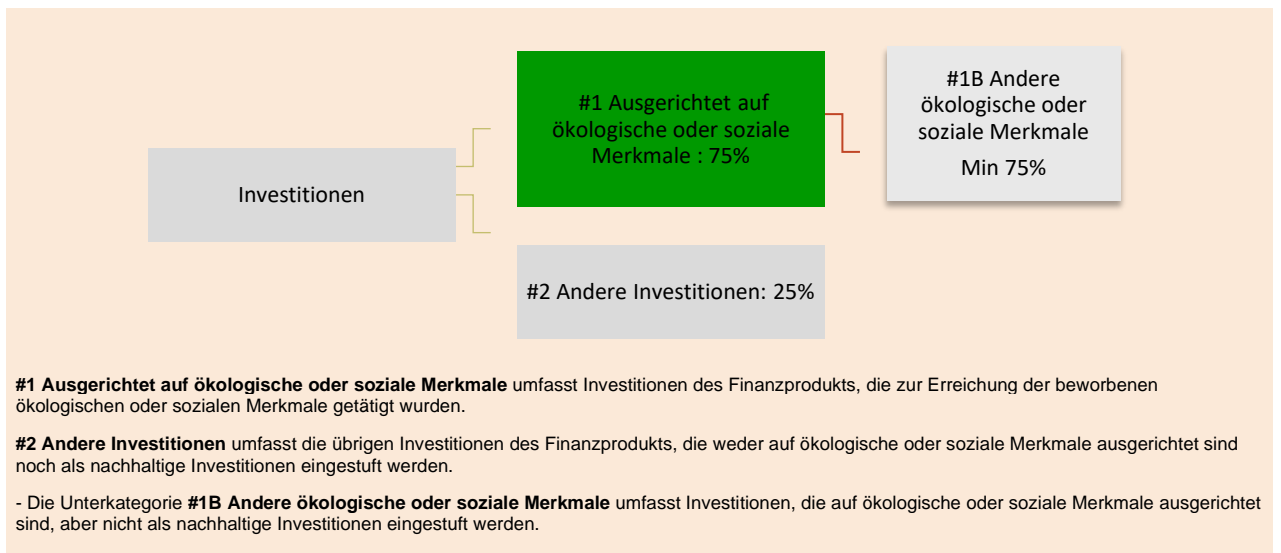 Investitionen
#1 Ausgerichtet auf
ökologische oder soziale
Merkmale : 75%
#1B Andere
ökologische oder
soziale Merkmale
Min 75%
#2 Andere Investitionen: 25%
#1 Ausgerichtet auf ökologische oder soziale Merkmale umfasst Investitionen des Finanzprodukts, die zur Erreichung der beworbenen
ökologischen oder sozialen Merkmale getätigt wurden.
#2 Andere Investitionen umfasst die übrigen Investitionen des Finanzprodukts, die weder auf ökologische oder soziale Merkmale ausgerichtet sind
noch als nachhaltige Investitionen eingestuft werden.
- Die Unterkategorie #1B Andere ökologische oder soziale Merkmale umfasst Investitionen, die auf ökologische oder soziale Merkmale ausgerichtet
sind, aber nicht als nachhaltige Investitionen eingestuft werden.